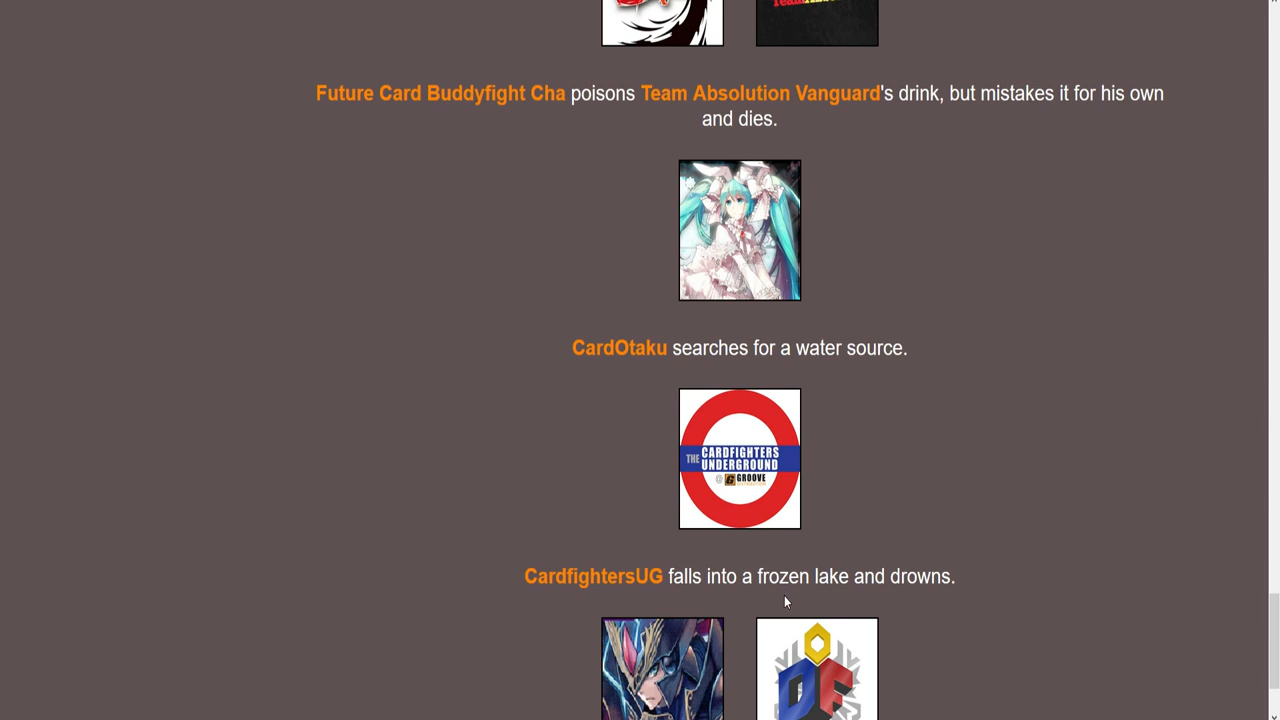 Future Card Buddyfight Cha poisons Team Absolution Vanguard's drink, but mistakes it for his own
and dies.
CardOtaku searches for a water source.
THE CARDFIGHTERS
UNDERGROUND
@ G GROOVE
CardfightersUG falls into a frozen lake and drowns.
DF